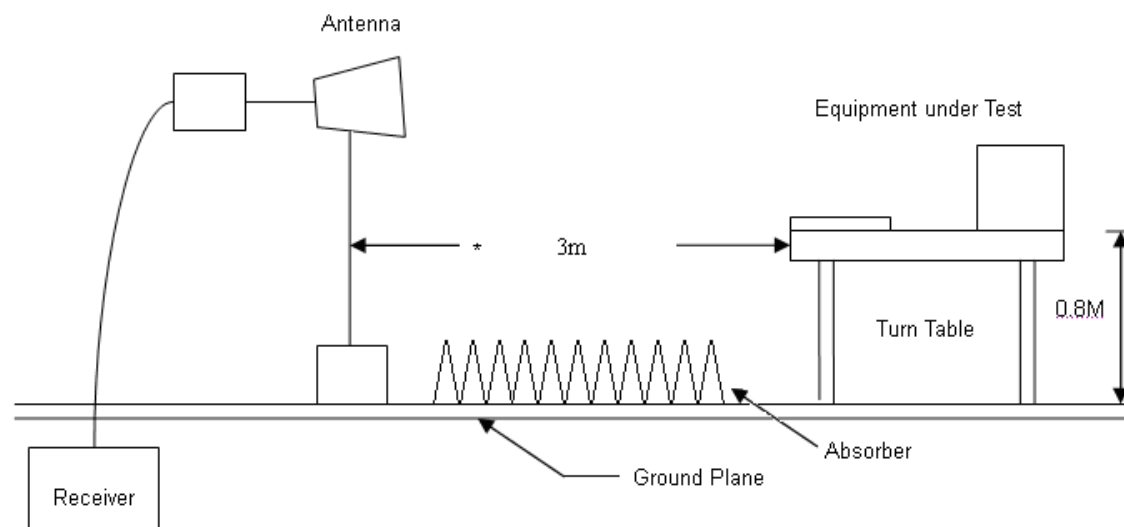 Antenna
Equipment under Test
* 3m
0.8M
Turn Table
Absorber
Ground Plane
Receiver